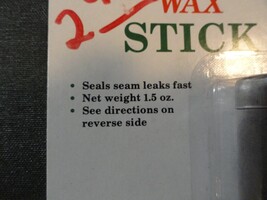 WAX
STICK
• Seals seam leaks fast
• Net weight 1.5 oz.
• See directions on
reverse side